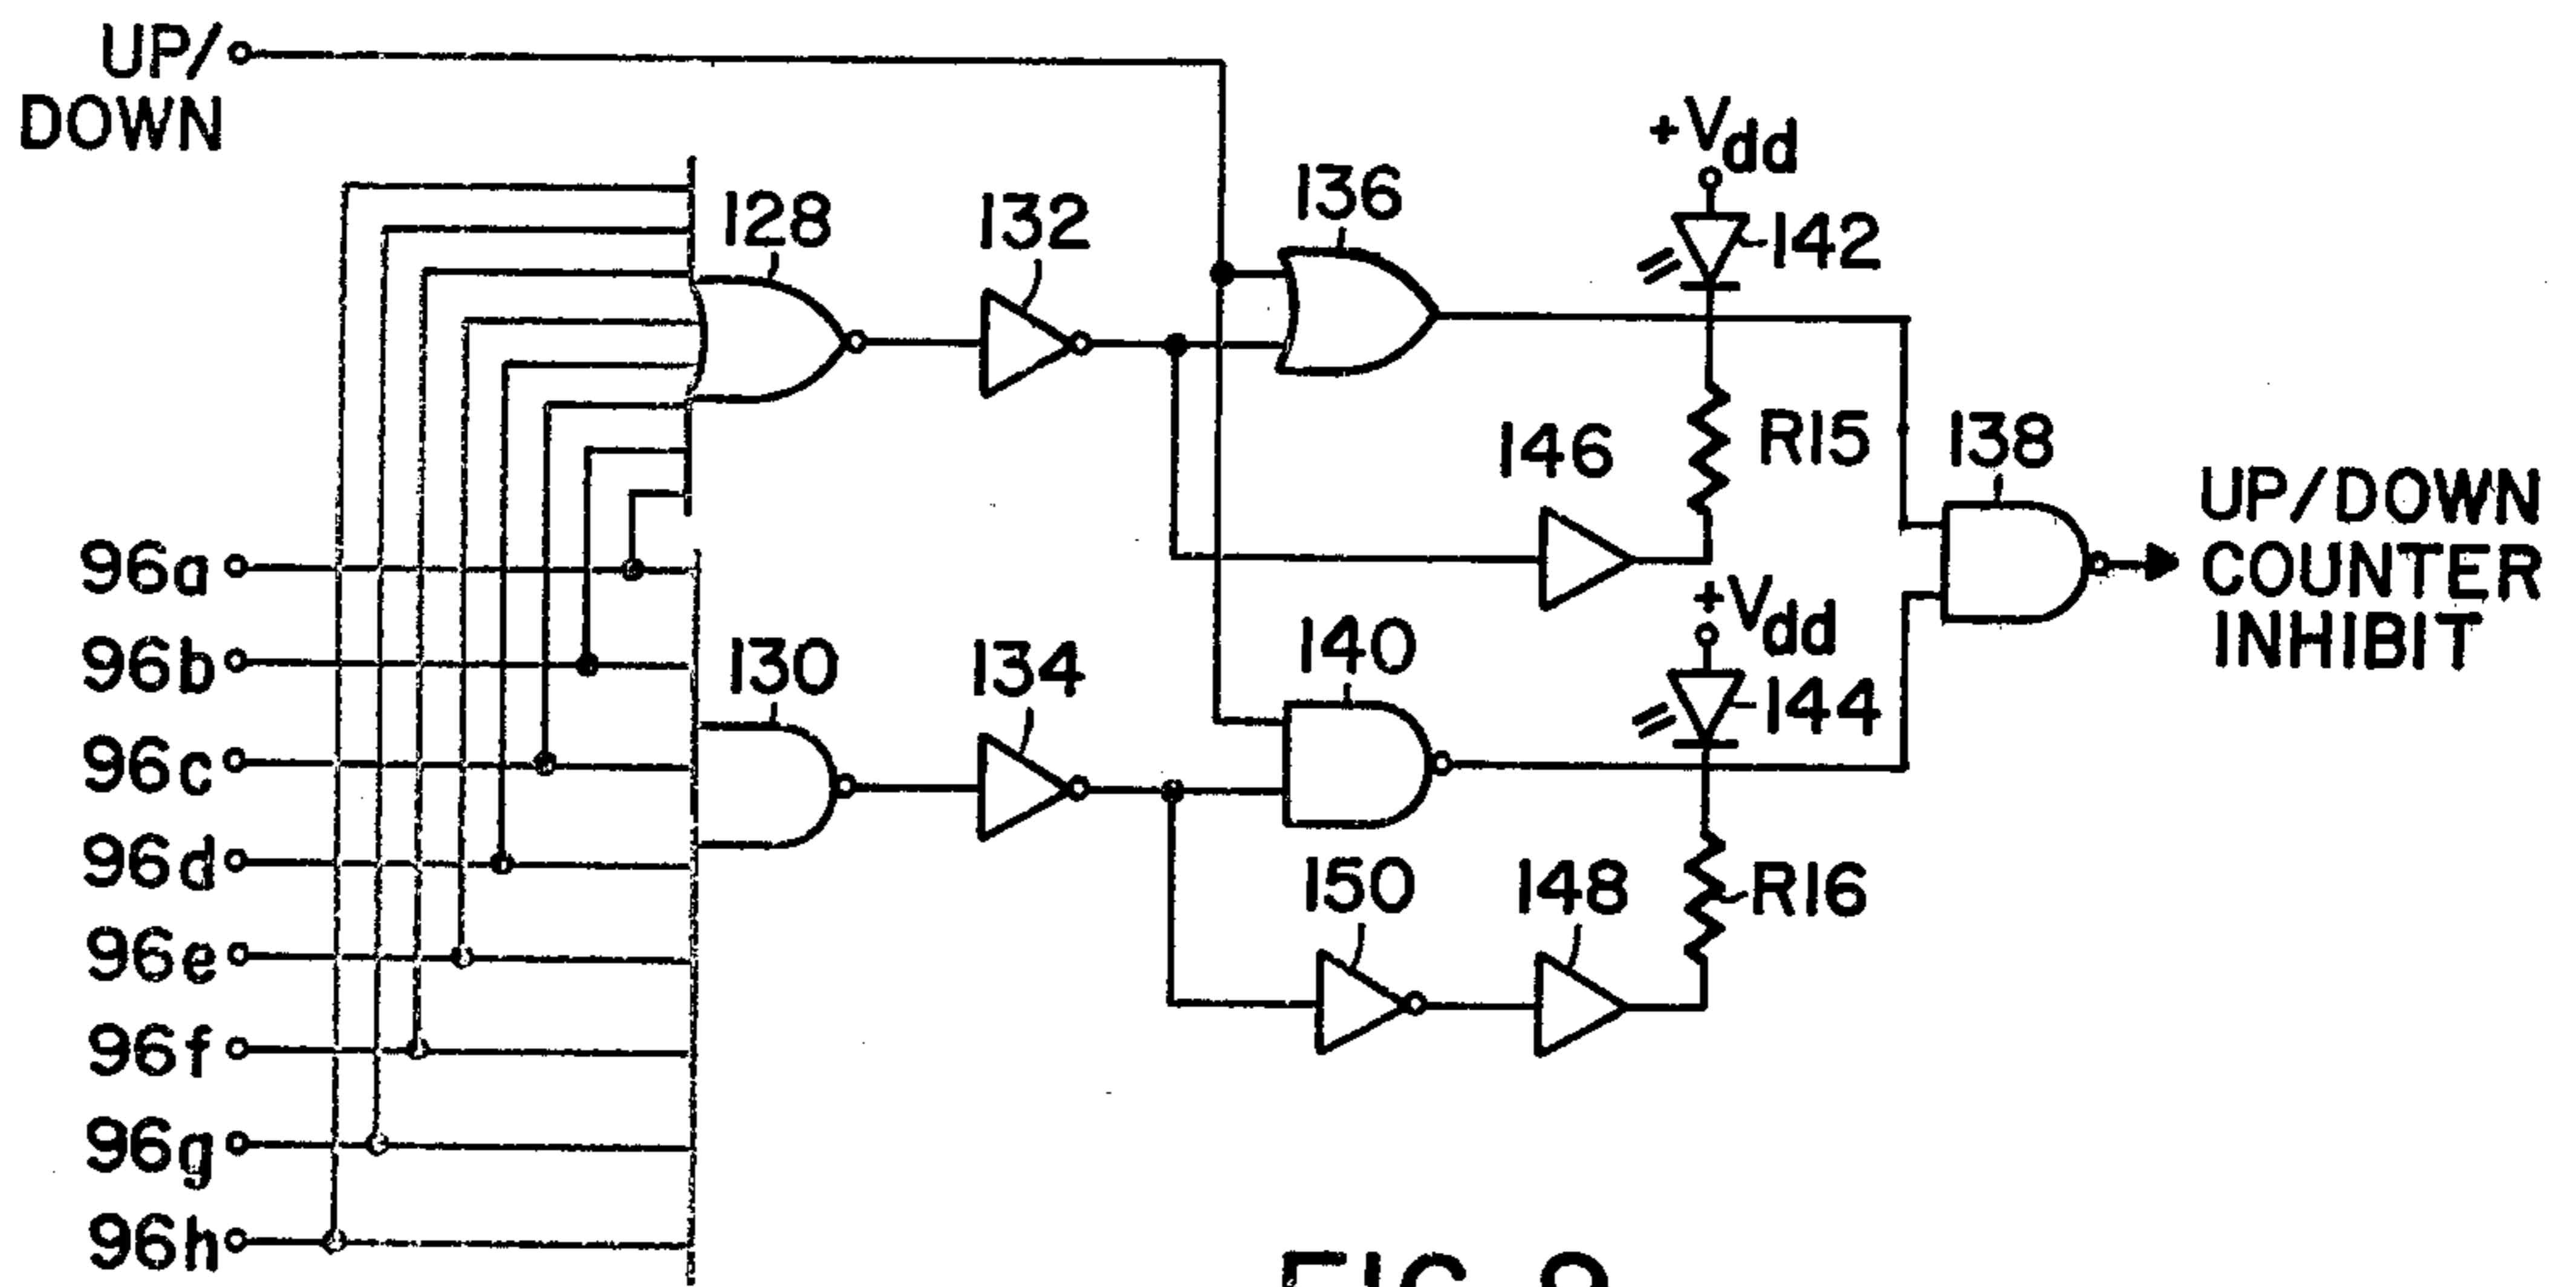 UP/
DOWN
+Vdd
128
132
136
142
146
R15
138
UP/DOWN
COUNTER
INHIBIT
96a
96b
96c
96d
96e
96f
96g
96h
130
134
140
+Vdd
144
150
148
R16